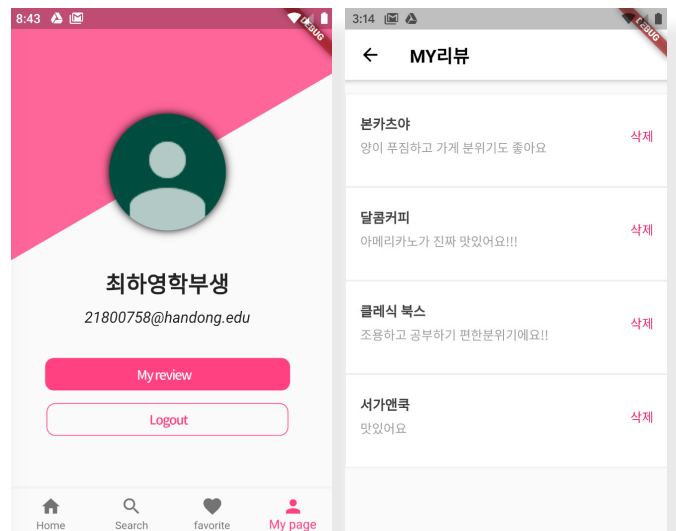 8:43
DEBUG
최하영학부생
21800758@handong.edu
My review
Logout
Home
Search
favorite
My page
3:14
DEBUG
MY리뷰
본카츠야
양이 푸짐하고 가게 분위기도 좋아요
삭제
달콤커피
아메리카노가 진짜 맛있어요!!!
삭제
클레식 북스
조용하고 공부하기 편한분위기에요!!
삭제
서가앤쿡
맛있어요
삭제